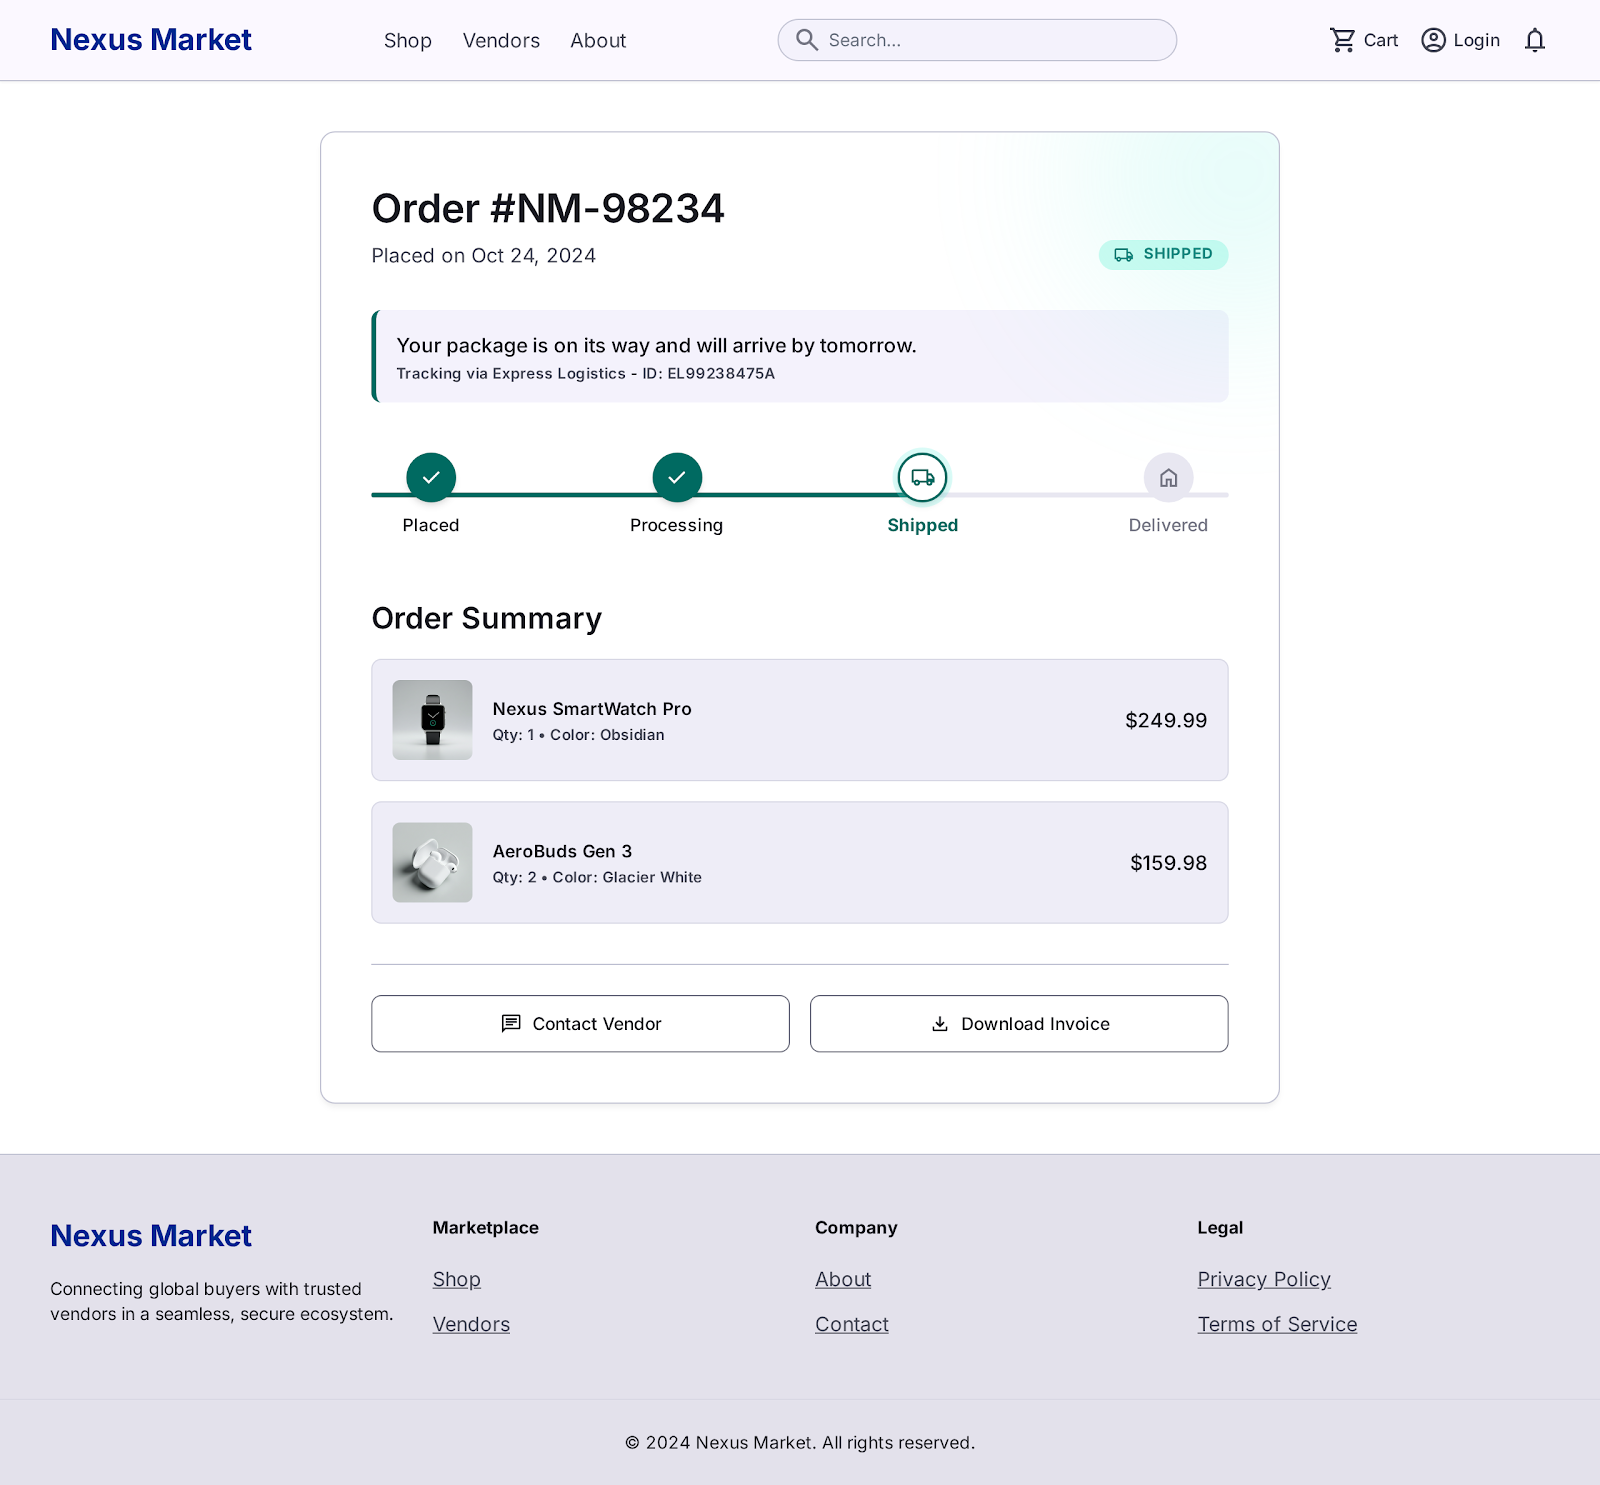 Nexus Market
Shop
Vendors
About
Search...
Cart
Login
Order #NM-98234
Placed on Oct 24, 2024
SHIPPED
Your package is on its way and will arrive by tomorrow.
Tracking via Express Logistics - ID: EL99238475A
Placed
Processing
Shipped
Delivered
Order Summary
Nexus SmartWatch Pro
Qty: 1 • Color: Obsidian
$249.99
AeroBuds Gen 3
Qty: 2 • Color: Glacier White
$159.98
Contact Vendor
Download Invoice
Nexus Market
Connecting global buyers with trusted
vendors in a seamless, secure ecosystem.
Marketplace
Shop
Vendors
Company
About
Contact
Legal
Privacy Policy
Terms of Service
© 2024 Nexus Market. All rights reserved.